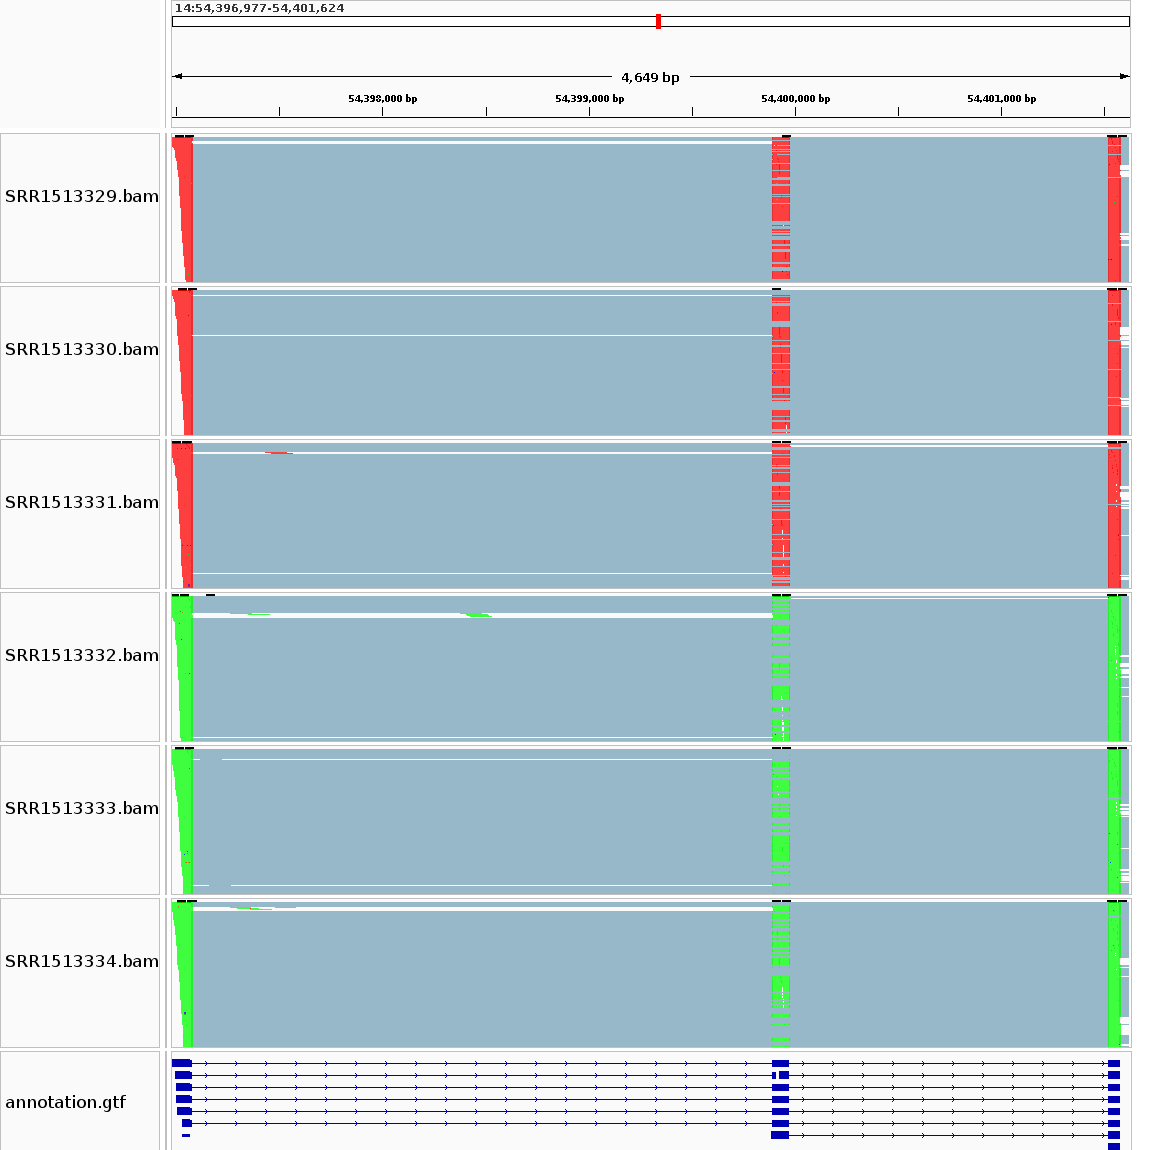 14:54,396,977-54,401,624
4,649 bp
54,398,000 bp 54,399,000 bp 54,400,000 bp 54,401,000 bp
SRR1513329.bam
SRR1513330.bam
SRR1513331.bam
SRR1513332.bam
SRR1513333.bam
SRR1513334.bam
annotation.gtf